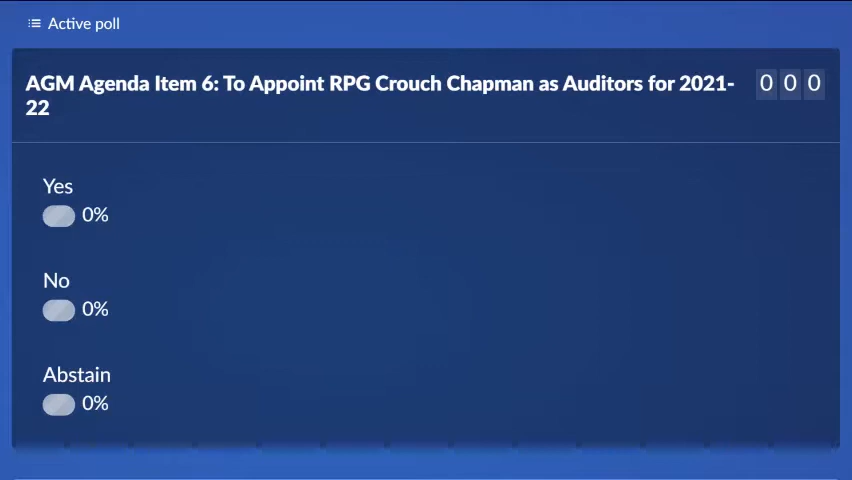 Active poll
AGM Agenda Item 6: To Appoint RPG Crouch Chapman as Auditors for 2021-
22
0 0 0
Yes
0%
No
0%
Abstain
0%